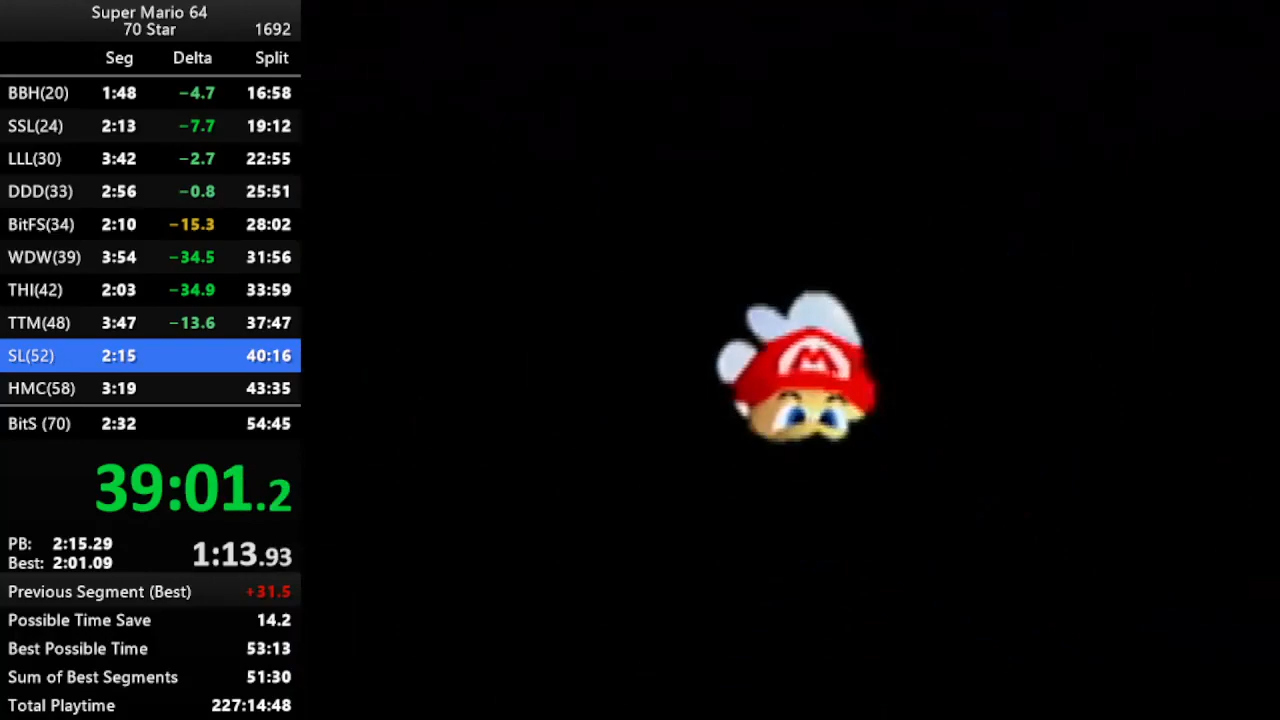 Super Mario 64
70 Star 1692
Seg Delta Split
BBH(20) 1:48 −4.7 16:58
SSL(24) 2:13 −7.7 19:12
LLL(30) 3:42 −2.7 22:55
DDD(33) 2:56 −0.8 25:51
BitFS(34) 2:10 −15.3 28:02
WDW(39) 3:54 −34.5 31:56
THI(42) 2:03 −34.9 33:59
TTM(48) 3:47 −13.6 37:47
SL(52) 2:15 40:16
HMC(58) 3:19 43:35
BitS (70) 2:32 54:45
39:01.2
PB: 2:15.29
Best: 2:01.09
1:13.93
Previous Segment (Best) +31.5
Possible Time Save 14.2
Best Possible Time 53:13
Sum of Best Segments 51:30
Total Playtime 227:14:48
M